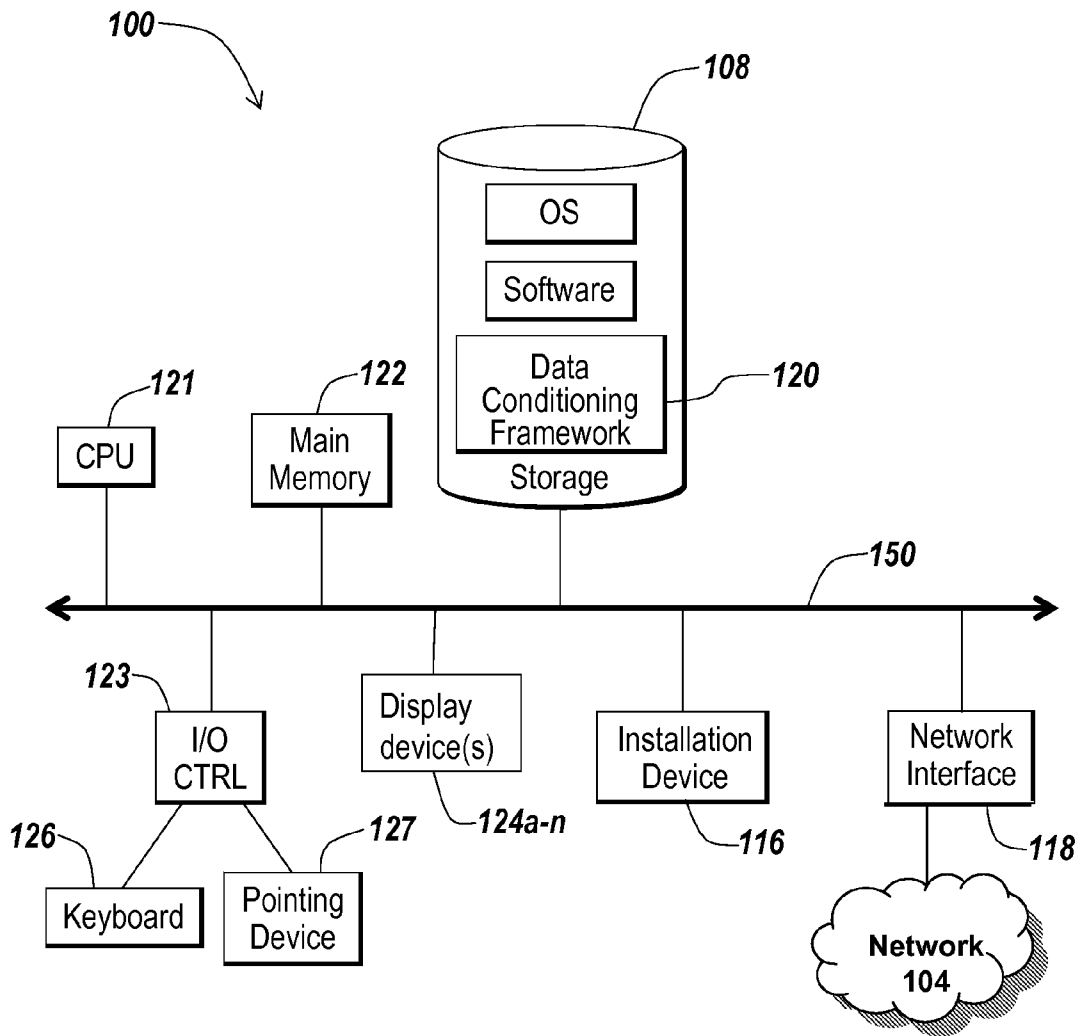 100
108
OS
Software
Data
Conditioning
Framework
120
Storage
121
CPU
122
Main
Memory
150
123
I/O
CTRL
Display
device(s)
124a-n
Installation
Device
116
Network
Interface
118
126
Keyboard
127
Pointing
Device
Network
104